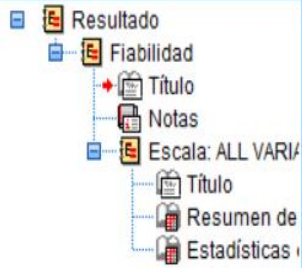 Resultado
Fiabilidad
Título
Notas
Escala: ALL VARIA
Título
Resumen de
Estadísticas